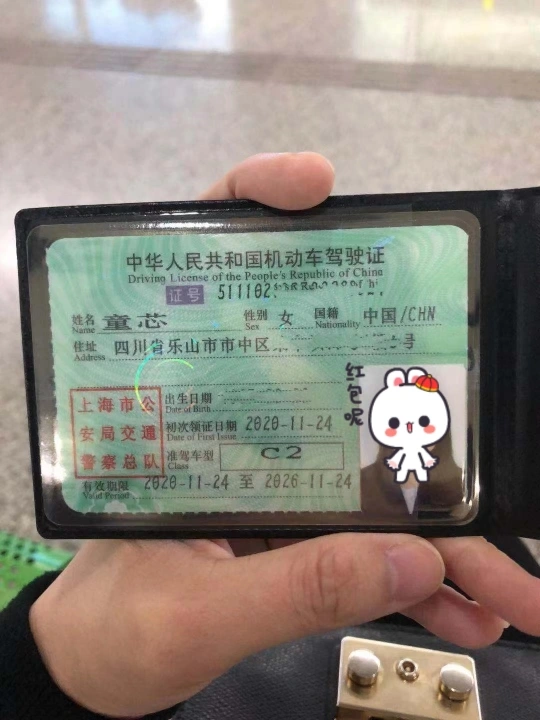 中华人民共和国机动车驾驶证
Driving License of the People's Republic of China
证号 511102
姓名 童芯 性别 女 国籍 中国/CHN
Name Sex Nationality
住址 四川省乐山市市中区 号
Address
出生日期
Date of Birth
初次领证日期 2020-11-24
Date of First Issue
准驾车型 C2
Class
有效期限 2020-11-24 至 2026-11-24
Valid Period
上海市公
安局交通
警察总队
红包呢